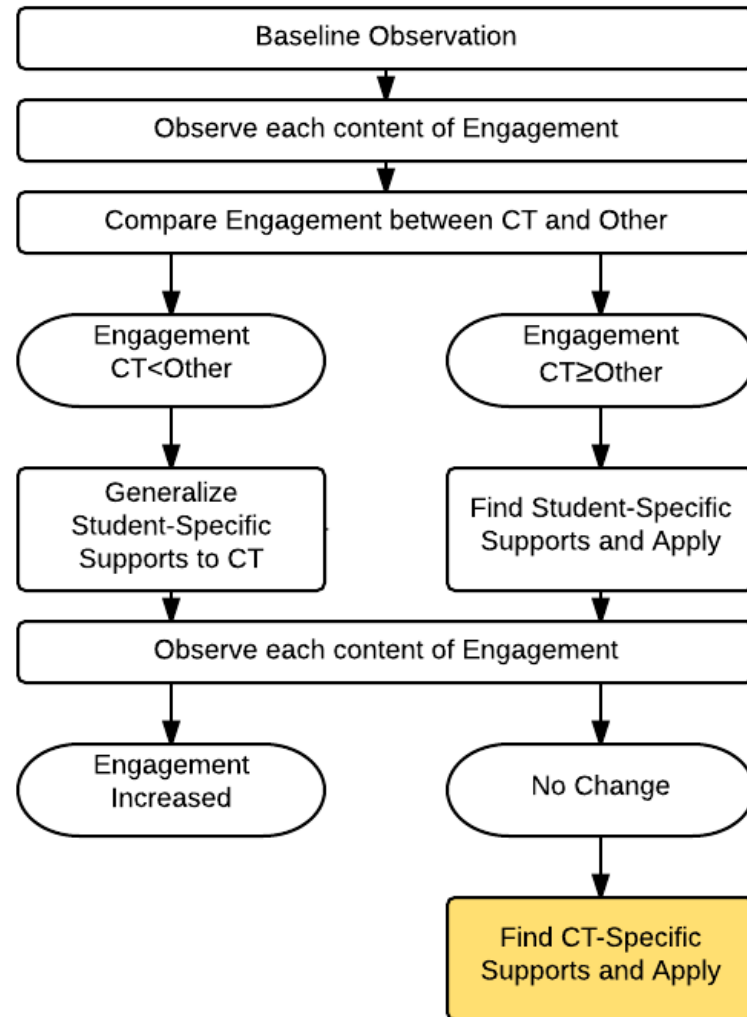 Baseline Observation
Observe each content of Engagement
Compare Engagement between CT and Other
Engagement
CT<Other
Engagement
CT≥Other
Generalize
Student-Specific
Supports to CT
Find Student-Specific
Supports and Apply
Observe each content of Engagement
Engagement
Increased
No Change
Find CT-Specific
Supports and Apply